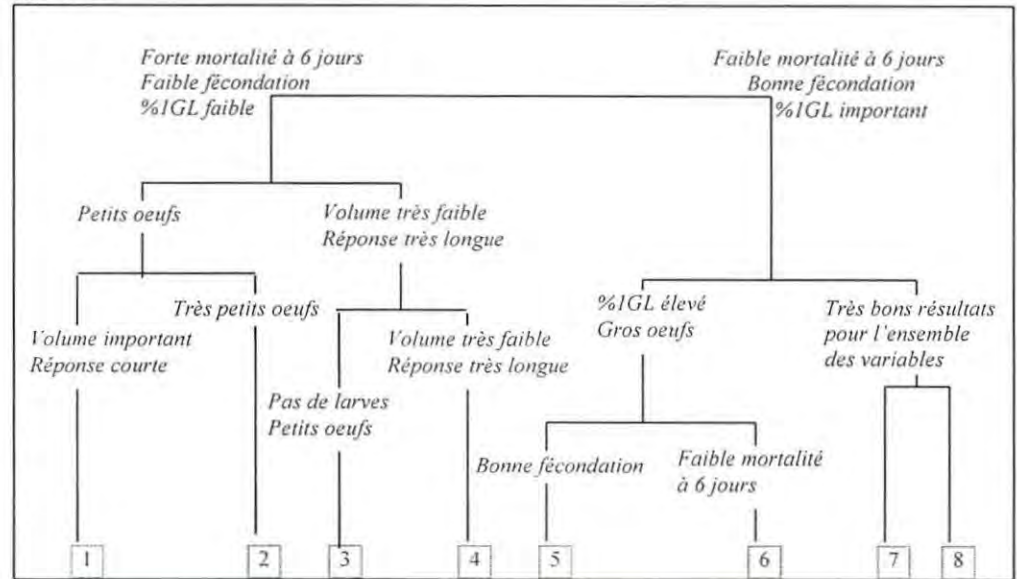 Forte mortalité à 6 jours
Faible fécondation
%1GL faible
Faible mortalité à 6 jours
Bonne fécondation
%1GL important
Petits oeufs
Volume très faible
Réponse très longue
Très petits oeufs
Volume important
Réponse courte
Volume très faible
Réponse très longue
Pas de larves
Petits oeufs
%1GL élevé
Gros oeufs
Très bons résultats
pour l'ensemble
des variables
Bonne fécondation
Faible mortalité
à 6 jours
1 2 3 4 5 6 7 8